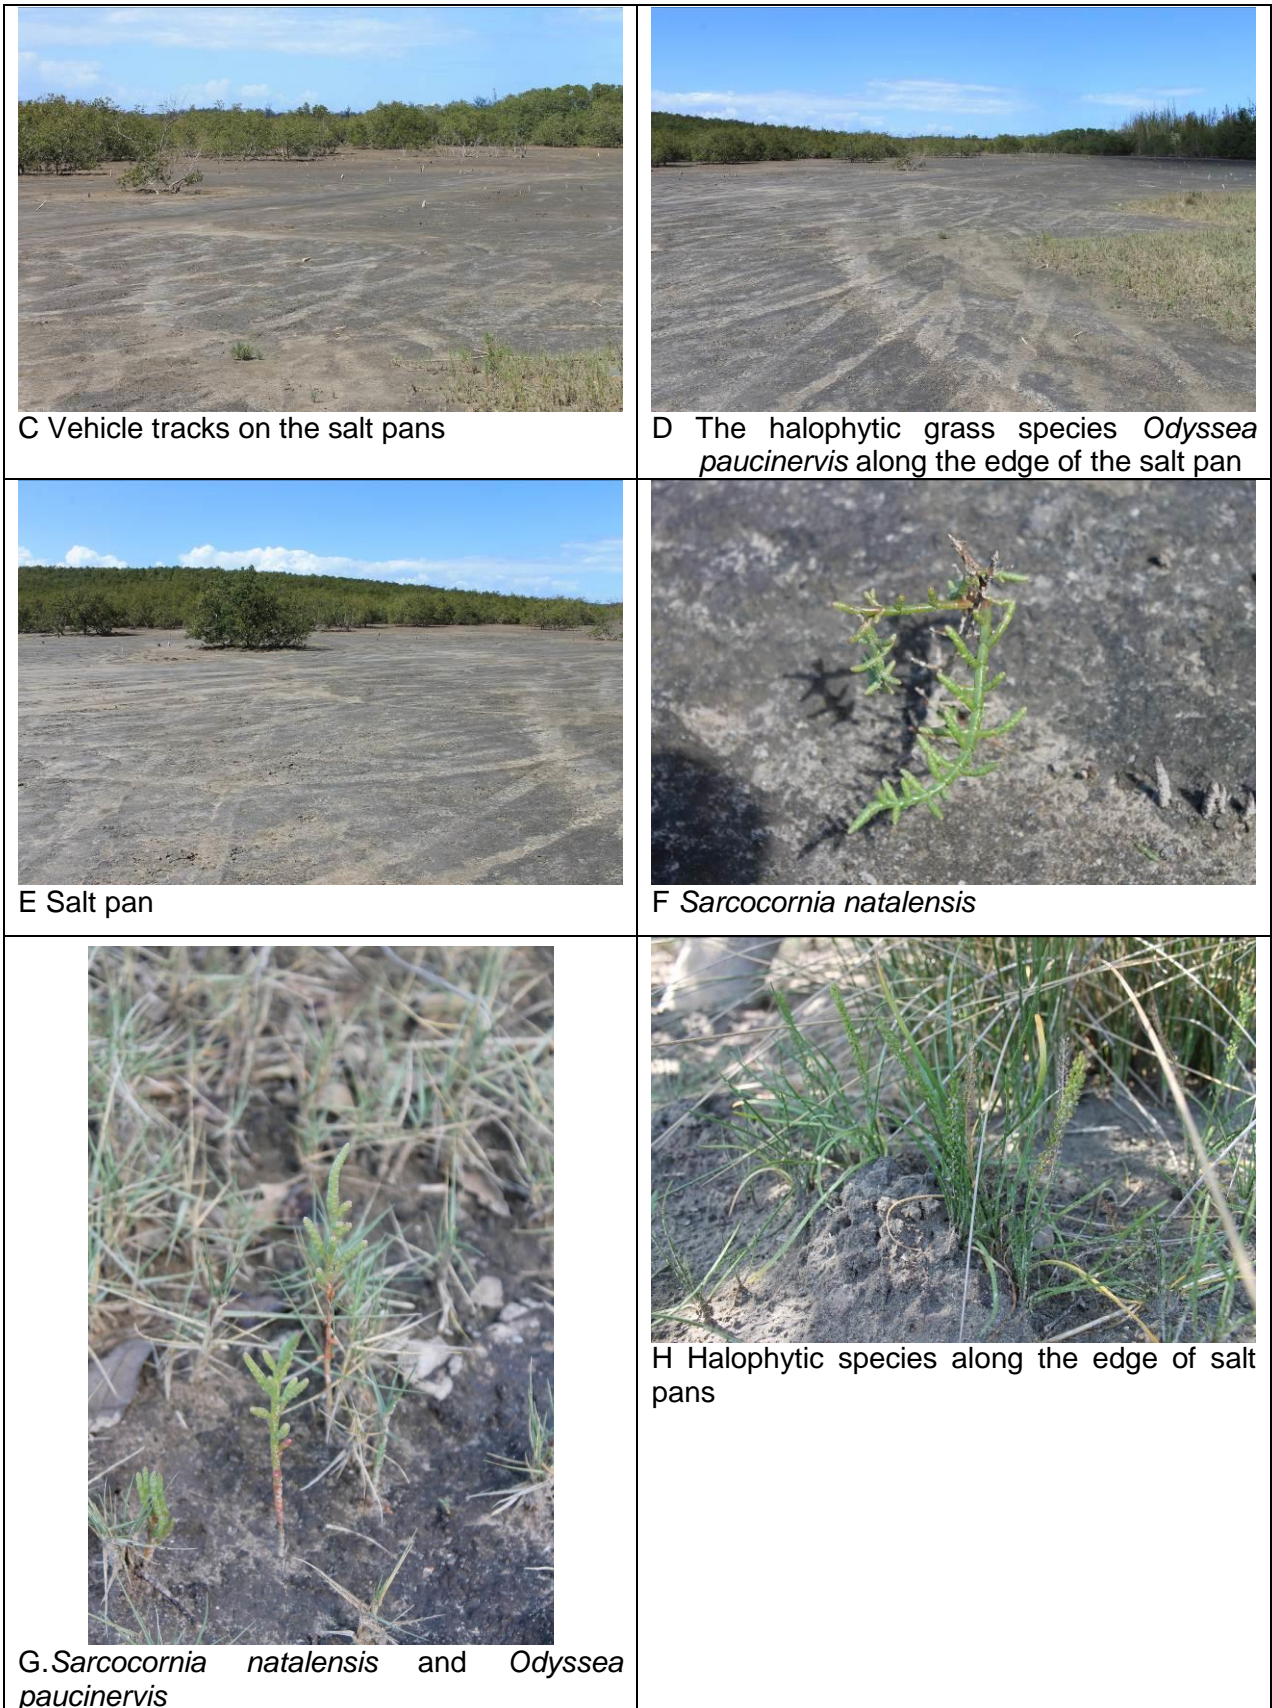 C Vehicle tracks on the salt pans
D The halophytic grass species Odyssea
paucinervis along the edge of the salt pan
E Salt pan
F Sarcocornia natalensis
G.Sarcocornia natalensis and Odyssea
paucinervis
H Halophytic species along the edge of salt
pans